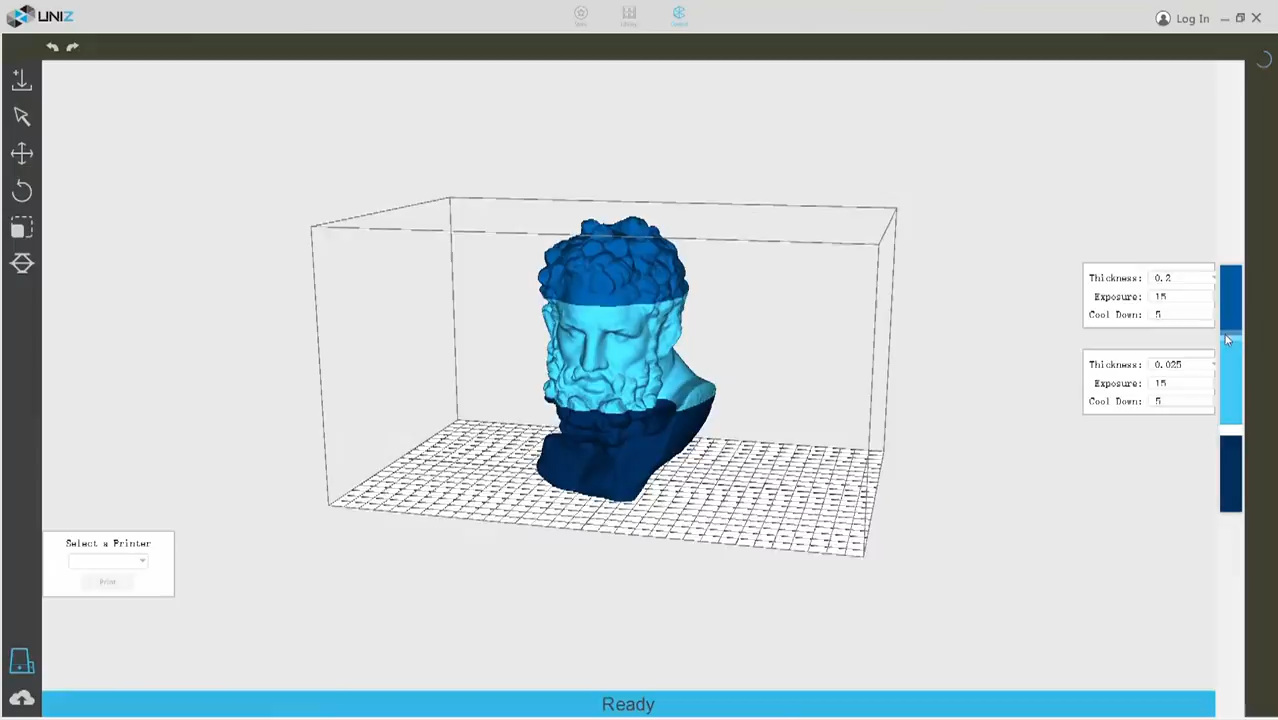 UNIZ
Log In
Thickness: 0.2
Exposure: 15
Cool Down: 5
Thickness: 0.025
Exposure: 15
Cool Down: 5
Select a Printer
Print
Ready